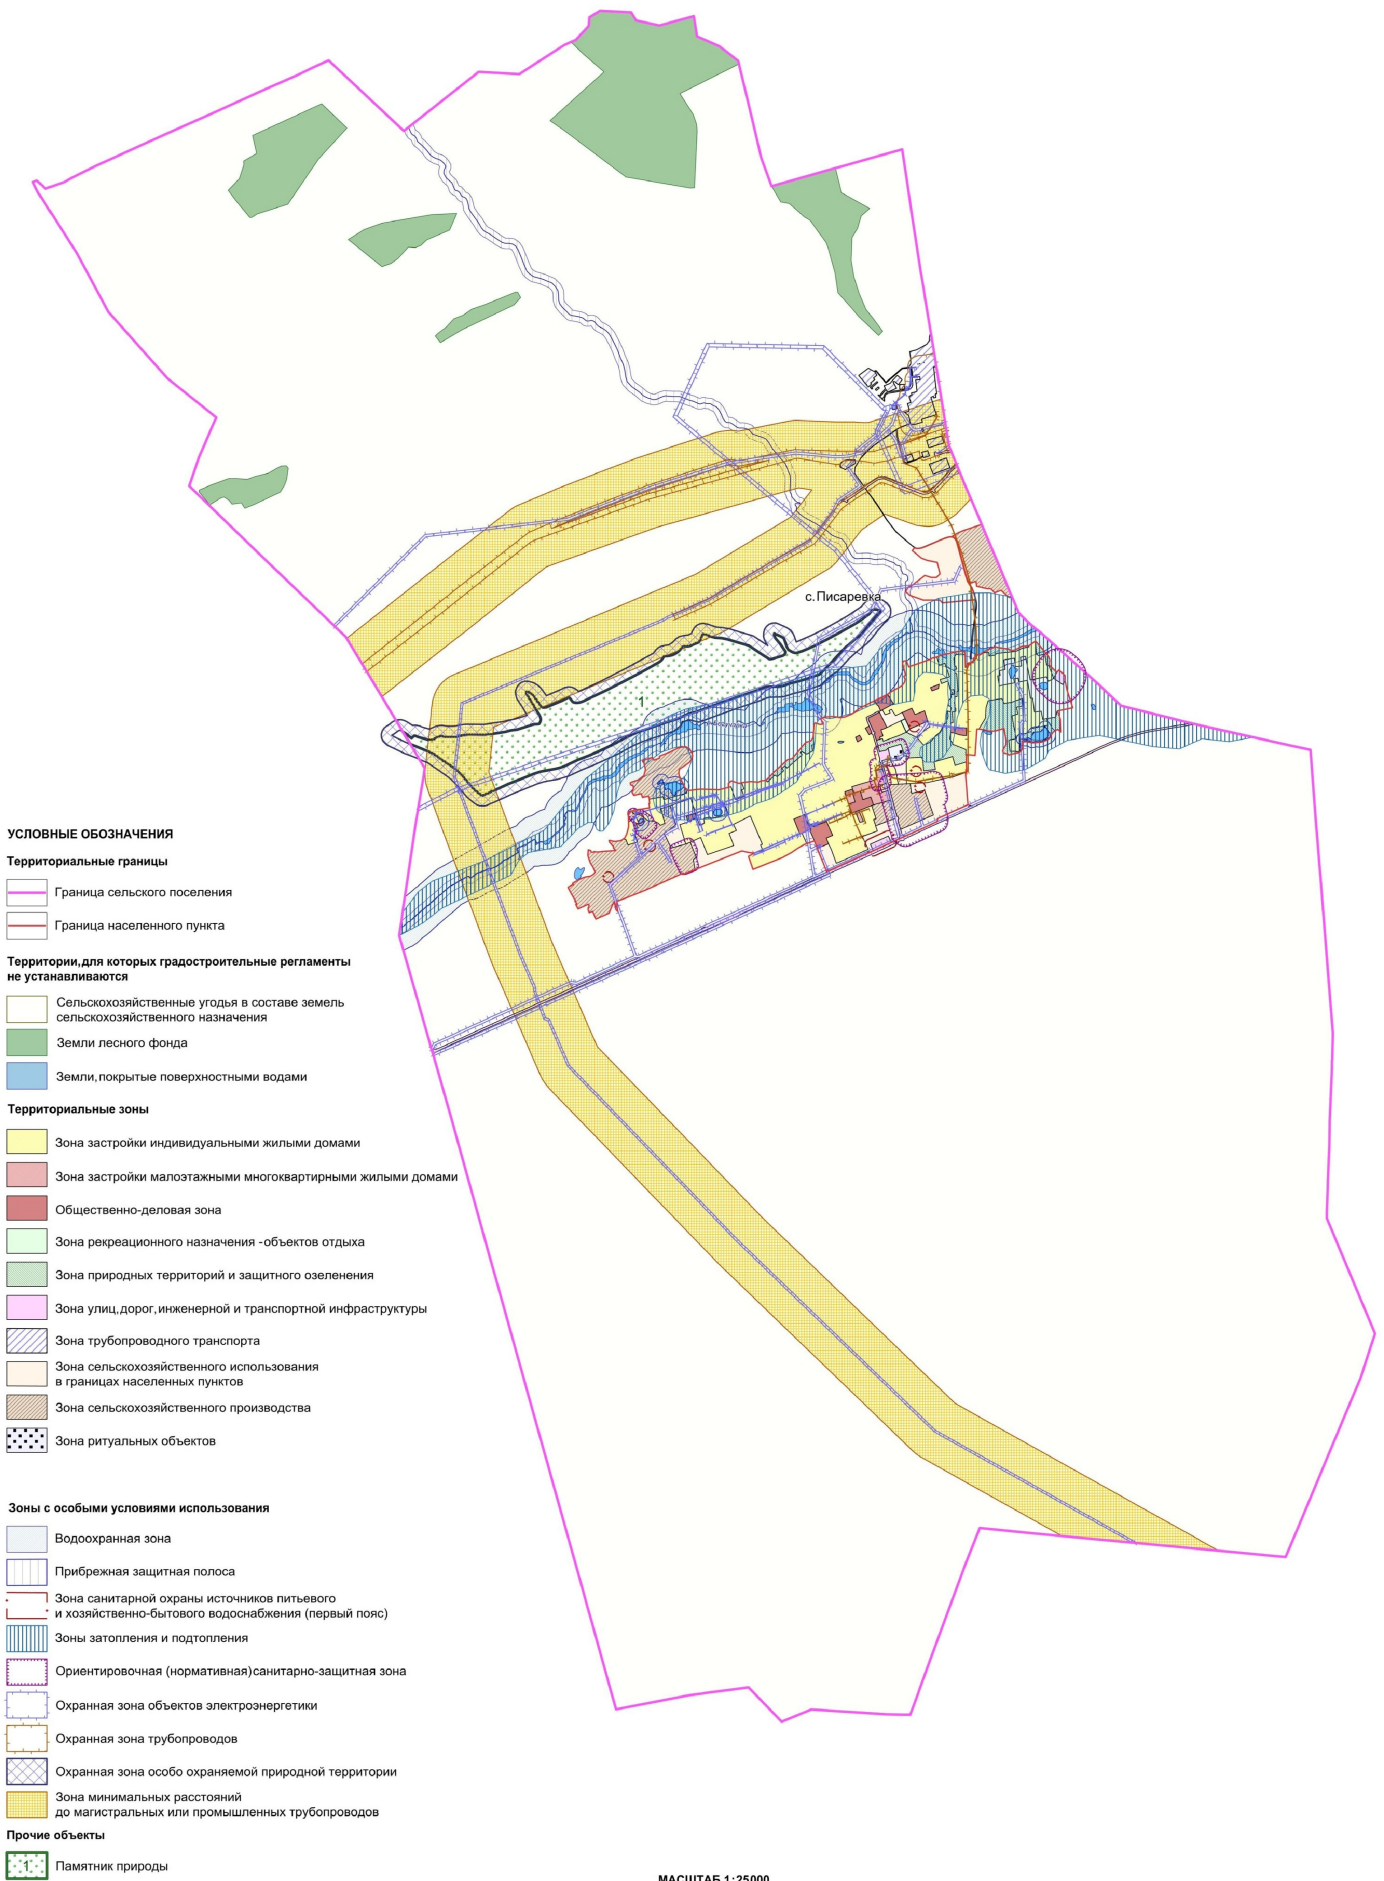 с.Писаревка
1
УСЛОВНЫЕ ОБОЗНАЧЕНИЯ
Территориальные границы
Граница сельского поселения
Граница населенного пункта
Территории,для которых градостроительные регламенты
не устанавливаются
Сельскохозяйственные угодья в составе земель
сельскохозяйственного назначения
Земли лесного фонда
Земли,покрытые поверхностными водами
Территориальные зоны
Зона застройки индивидуальными жилыми домами
Зона застройки малоэтажными многоквартирными жилыми домами
Общественно-деловая зона
Зона рекреационного назначения -объектов отдыха
Зона природных территорий и защитного озеленения
Зона улиц,дорог,инженерной и транспортной инфраструктуры
Зона трубопроводного транспорта
Зона сельскохозяйственного использования
в границах населенных пунктов
Зона сельскохозяйственного производства
Зона ритуальных объектов
Зоны с особыми условиями использования
Водоохранная зона
Прибрежная защитная полоса
Зона санитарной охраны источников питьевого
и хозяйственно-бытового водоснабжения (первый пояс)
Зоны затопления и подтопления
Ориентировочная (нормативная)санитарно-защитная зона
Охранная зона объектов электроэнергетики
Охранная зона трубопроводов
Охранная зона особо охраняемой природной территории
Зона минимальных расстояний
до магистральных или промышленных трубопроводов
Прочие объекты
1
Памятник природы
МАСШТАБ 1:25000